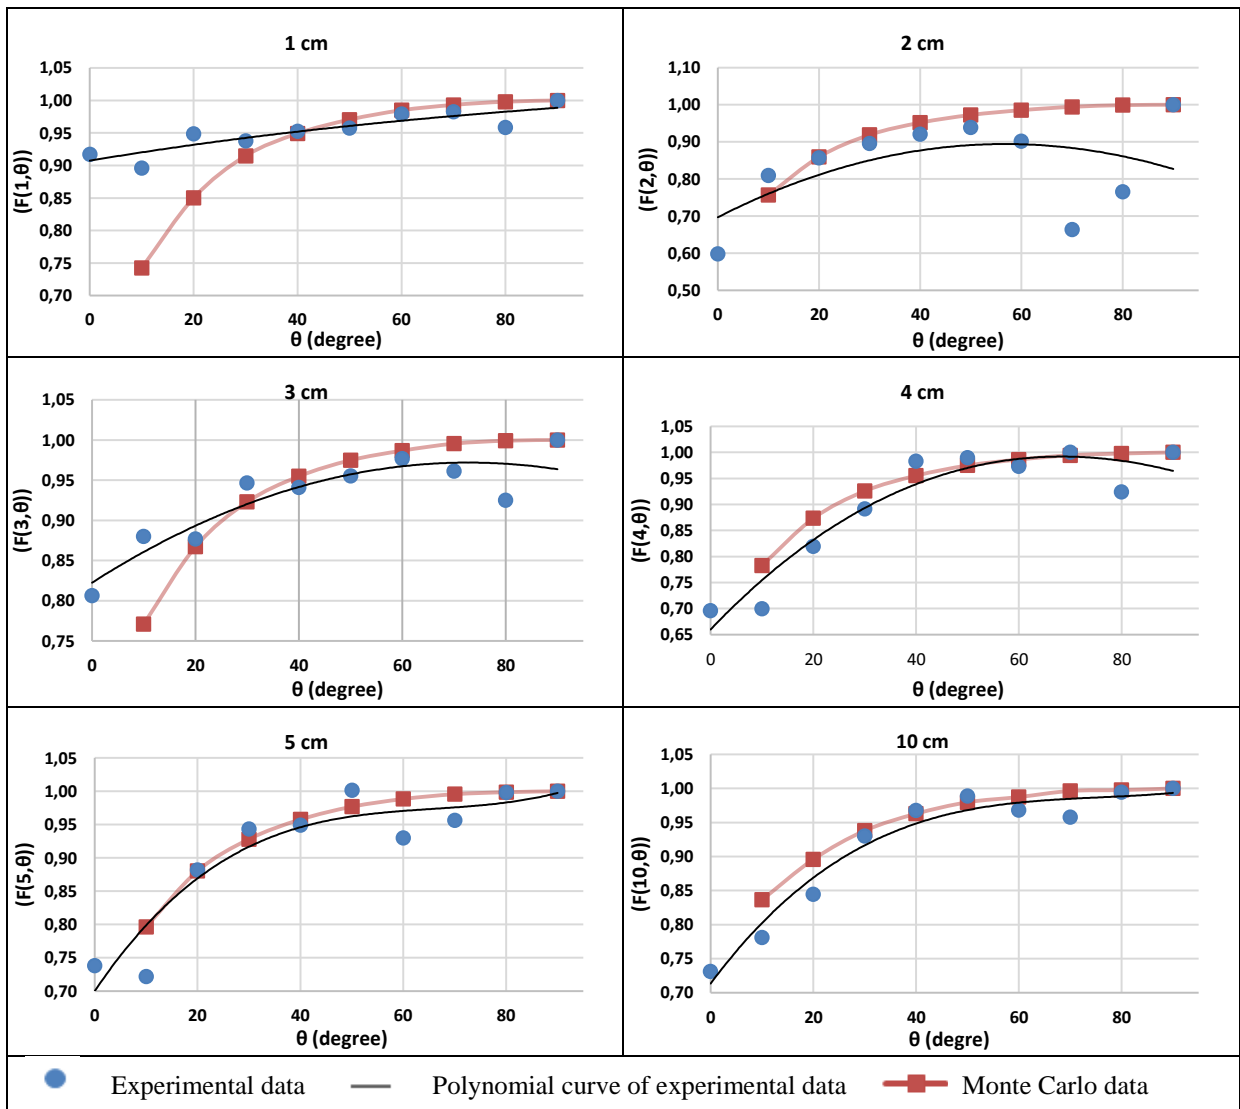 1 cm
(F(1,θ))
1,05
1,00
0,95
0,90
0,85
0,80
0,75
0,70
0 20 40 60 80
θ (degree)
2 cm
(F(2,θ))
1,10
1,00
0,90
0,80
0,70
0,60
0,50
0 20 40 60 80
θ (degree)
3 cm
(F(3,θ))
1,05
1,00
0,95
0,90
0,85
0,80
0,75
0 20 40 60 80
θ (degree)
4 cm
(F(4,θ))
1,05
1,00
0,95
0,90
0,85
0,80
0,75
0,70
0,65
0 20 40 60 80
θ (degree)
5 cm
(F(5,θ))
1,05
1,00
0,95
0,90
0,85
0,80
0,75
0,70
0 20 40 60 80
θ (degree)
10 cm
(F(10,θ))
1,05
1,00
0,95
0,90
0,85
0,80
0,75
0,70
0 20 40 60 80
θ (degre)
Experimental data Polynomial curve of experimental data Monte Carlo data